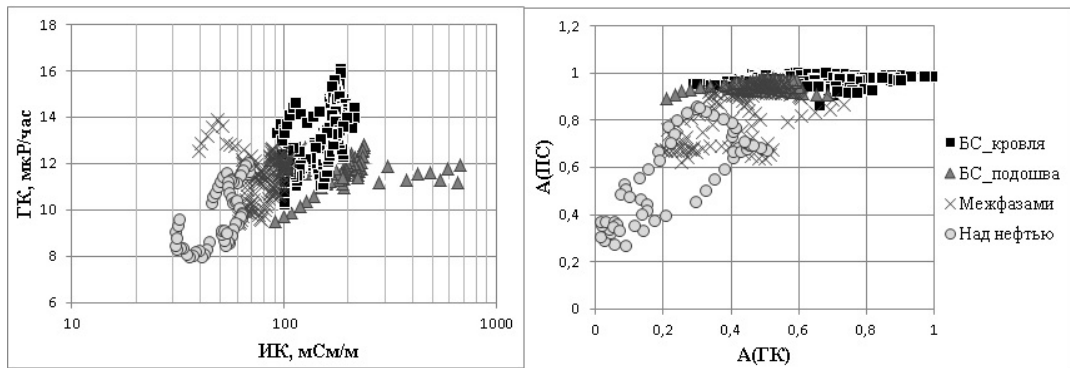 ГК, мкР/час
18
16
14
12
10
8
6
10
100
1000
ИК, мСм/м
А(ПС)
1,2
1
0,8
0,6
0,4
0,2
0
0
0,2
0,4
0,6
0,8
1
А(ГК)
БС_кровля
БС_подошва
Межфазами
Над нефтью